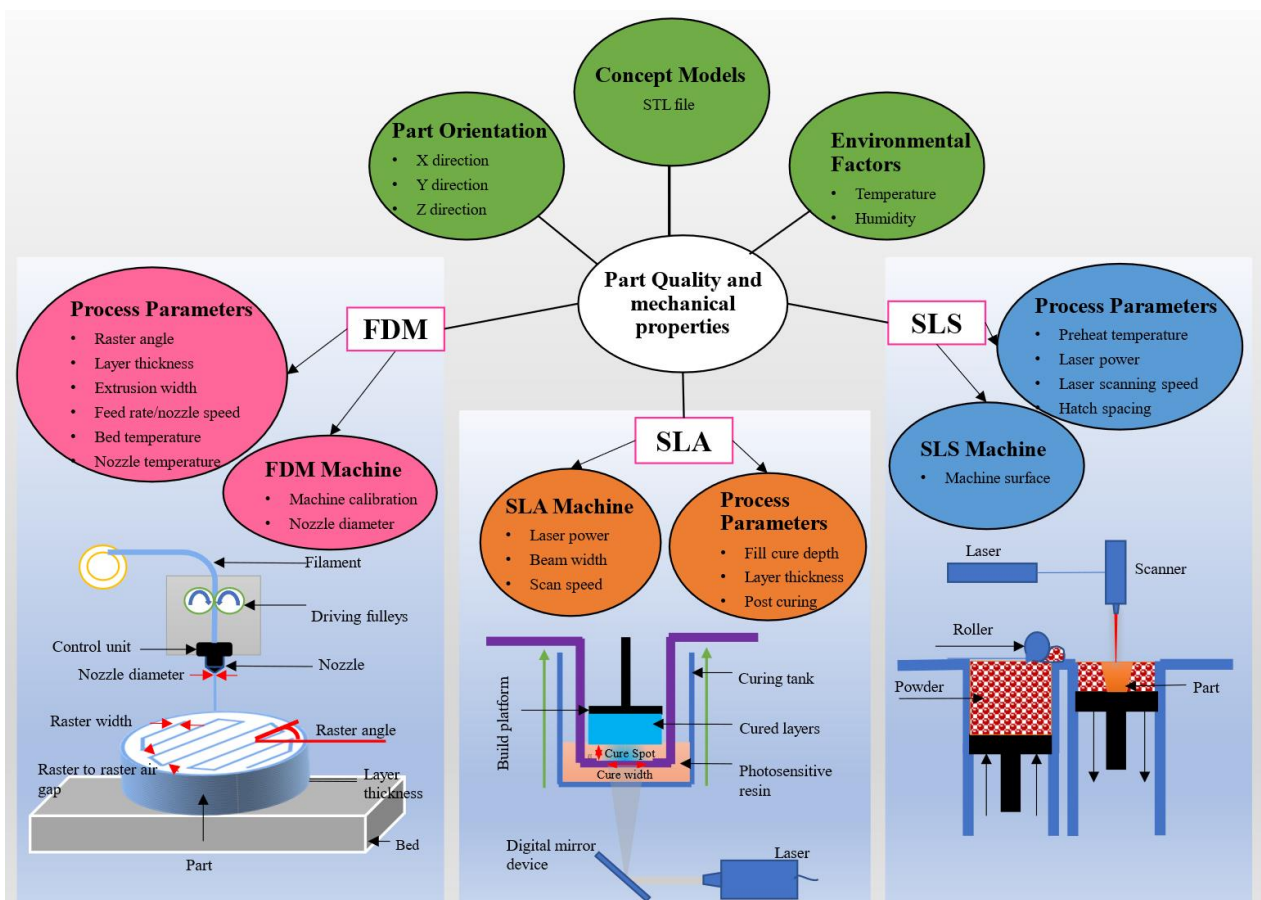 Concept Models
STL file
Part Orientation
• X direction
• Y direction
• Z direction
Environmental
Factors
• Temperature
• Humidity
Part Quality and
mechanical
properties
FDM
Process Parameters
• Raster angle
• Layer thickness
• Extrusion width
• Feed rate/nozzle speed
• Bed temperature
• Nozzle temperature
FDM Machine
• Machine calibration
• Nozzle diameter
Filament
Driving fulleys
Control unit
Nozzle
Nozzle diameter
Raster width
Raster angle
Raster to raster air
gap
Layer
thickness
Bed
Part
SLA
SLA Machine
• Laser power
• Beam width
• Scan speed
Process
Parameters
• Fill cure depth
• Layer thickness
• Post curing
Build platform
Curing tank
Cured layers
Cure Spot
Cure width
Photosensitive
resin
Digital mirror
device
Laser
SLS
Process Parameters
• Preheat temperature
• Laser power
• Laser scanning speed
• Hatch spacing
SLS Machine
• Machine surface
Laser
Scanner
Roller
Powder
Part